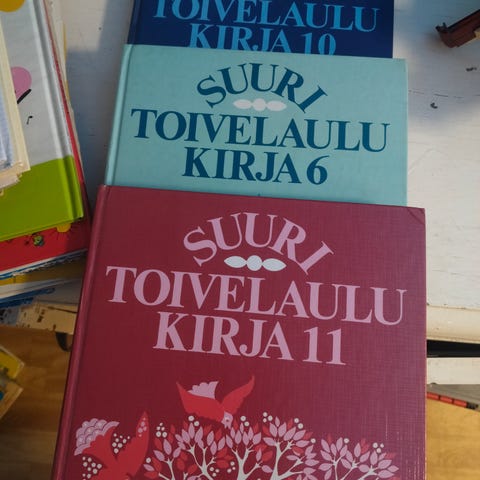 TOIVELAULU
KIRJA 10
SUURI
TOIVELAULU
KIRJA 6
SUURI
TOIVELAULU
KIRJA 11